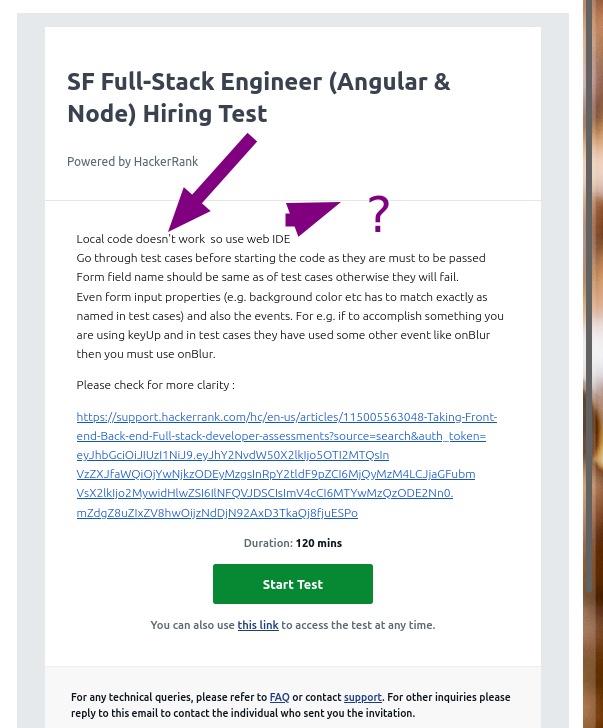 SF Full-Stack Engineer (Angular &
Node) Hiring Test
Powered by HackerRank
?
Local code doesn't work so use web IDE
Go through test cases before starting the code as they are must to be passed
Form field name should be same as of test cases otherwise they will fail.
Even form input properties (e.g. background color etc has to match exactly as
named in test cases) and also the events. For e.g. if to accomplish something you
are using keyUp and in test cases they have used some other event like onBlur
then you must use onBlur.
Please check for more clarity :
https://support.hackerrank.com/hc/en-us/articles/115005563048-Taking-Front-
end-Back-end-Full-stack-developer-assessments?source=search&auth_token=
Duration: 120 mins
Start Test
You can also use this link to access the test at any time.
For any technical queries, please refer to FAQ or contact support. For other inquiries please
reply to this email to contact the individual who sent you the invitation.